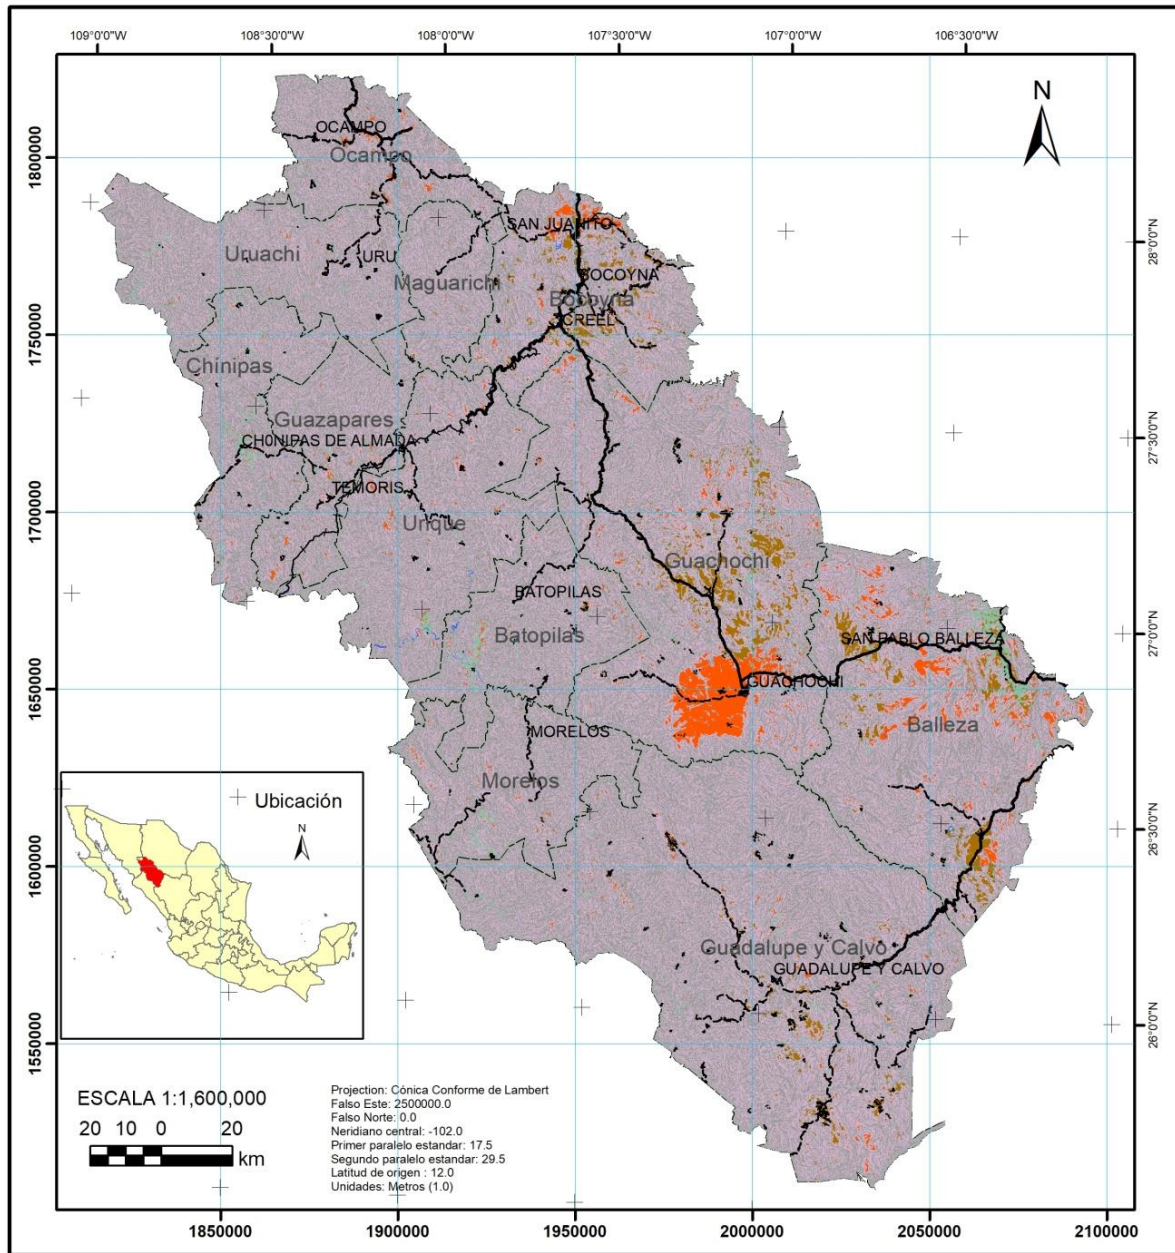 109°0'0"W 108°30'0"W 108°0'0"W 107°30'0"W 107°0'0"W 106°30'0"W
N
OCAMPO
Ocampo
1800000
SAN JUANITO
28°0'0"N
Uruachi
URU
Maguarichi
BOCOYNA
Bocoyna
CREEL
1750000
Chínipas
Guazapares
CH0NIPAS DE ALMADA
27°30'0"N
TEMORIS
Urique
1700000
Guachochi
BATOPILAS
Batopilas
SAN PABLO BALLEZA
27°0'0"N
GUACHOCHI
1650000
MORELOS
Balleza
Morelos
Ubicación
N
26°30'0"N
1600000
Guadalupe y Calvo
GUADALUPE Y CALVO
26°0'0"N
1550000
ESCALA 1:1,600,000
20 10 0 20
km
Projection: Cónica Conforme de Lambert
Falso Este: 2500000.0
Falso Norte: 0.0
Neridiano central: -102.0
Primer paralelo estandar: 17.5
Segundo paralelo estandar: 29.5
Latitud de origen : 12.0
Unidades: Metros (1.0)
1850000 1900000 1950000 2000000 2050000 2100000